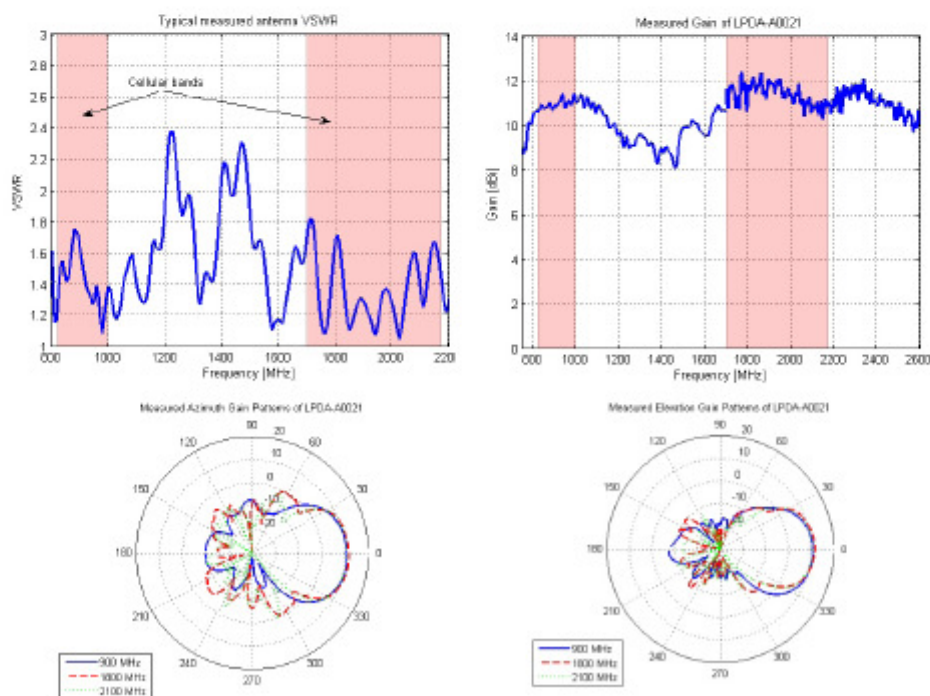 Typical measured antenna VSWR
3
2.8
2.6
2.4
2.2
2
1.8
1.6
1.4
1.2
1
VSWR
Cellular bands
800 1000 1200 1400 1600 1800 2000 2200
Frequency [MHz]
Measured Gain of LPDA-A0021
14
12
10
8
6
4
2
0
Gain [dBi]
800 1000 1200 1400 1600 1800 2000 2200 2400 2600
Frequency [MHz]
Measured Azimuth Gain Patterns of LPDA-A0021
90
120 20 60
10
150 0 30
-10
180 0
210 330
240 300
270
900 MHz
1800 MHz
2100 MHz
Measured Elevation Gain Patterns of LPDA-A0021
90
120 20 60
10
150 0 30
-10
180 0
210 330
240 300
270
900 MHz
1800 MHz
2100 MHz